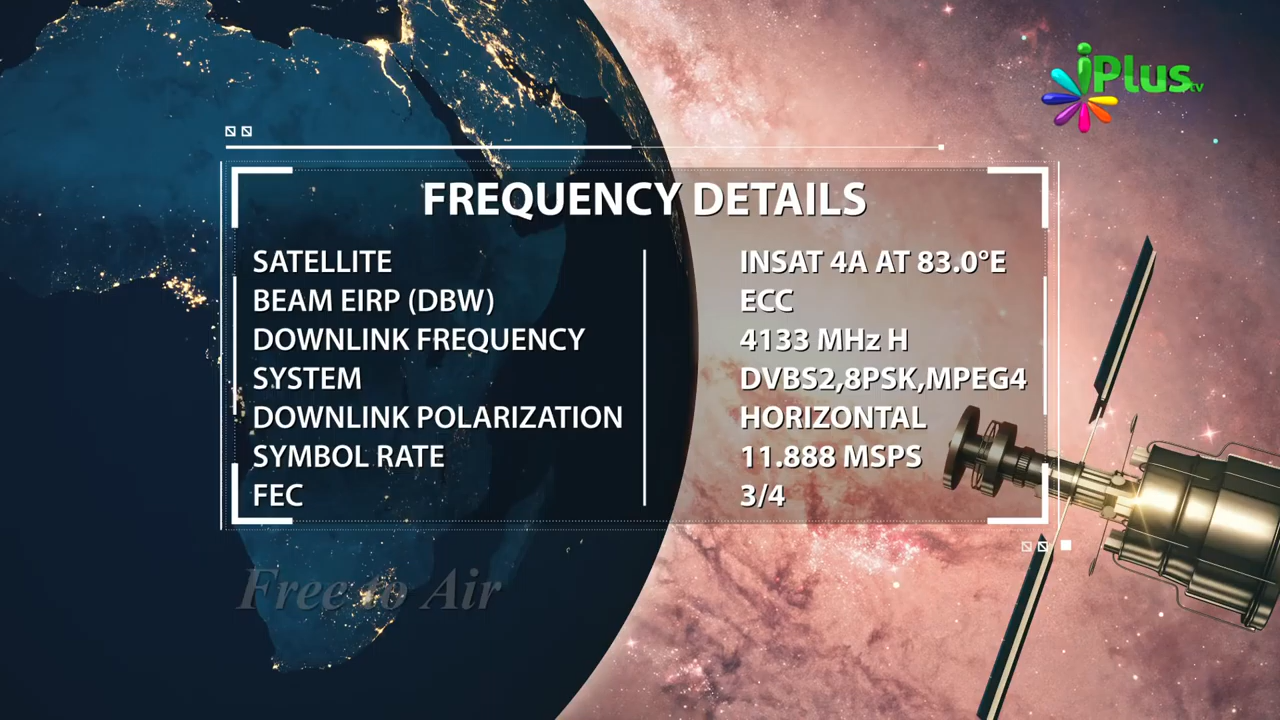 iPlus tv
FREQUENCY DETAILS
SATELLITE INSAT 4A AT 83.0°E
BEAM EIRP (DBW) ECC
DOWNLINK FREQUENCY 4133 MHz H
SYSTEM DVBS2,8PSK,MPEG4
DOWNLINK POLARIZATION HORIZONTAL
SYMBOL RATE 11.888 MSPS
FEC 3/4
Free to Air